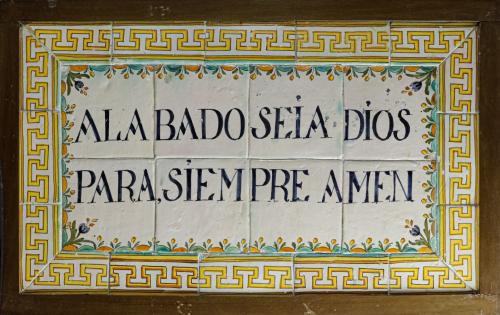 ALABADO SEiA DiOS
PARA, SiEMPRE AMEN